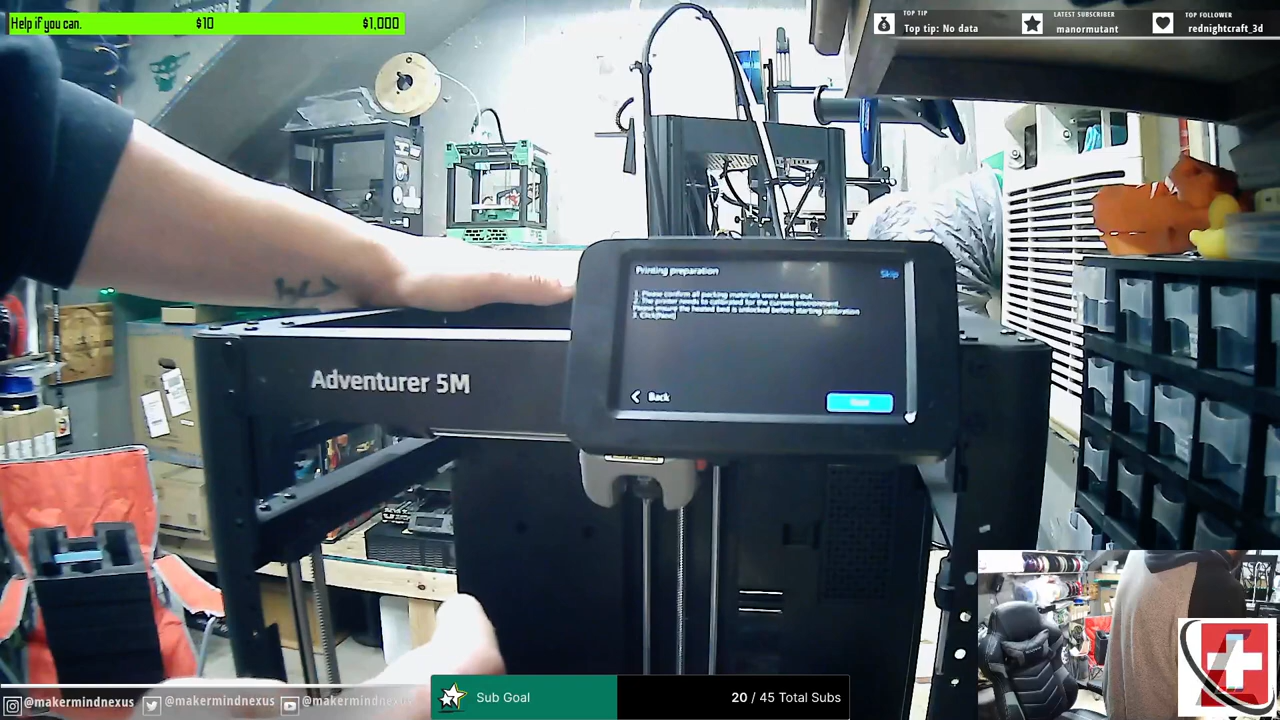 Help if you can.
$10
$1,000
TOP TIP
Top tip: No data
LATEST SUBSCRIBER
manormutant
TOP FOLLOWER
rednightcraft_3d
Printing preparation
Skip
1. Please confirm all packing materials were taken out.
The printer needs to calibrated for the current environment.
Please ensure the heated bed is unlocked before starting calibration
Back
Adventurer 5M
@makermindnexus
@makermindnexus
@makermindnexus
Sub Goal
20 / 45 Total Subs